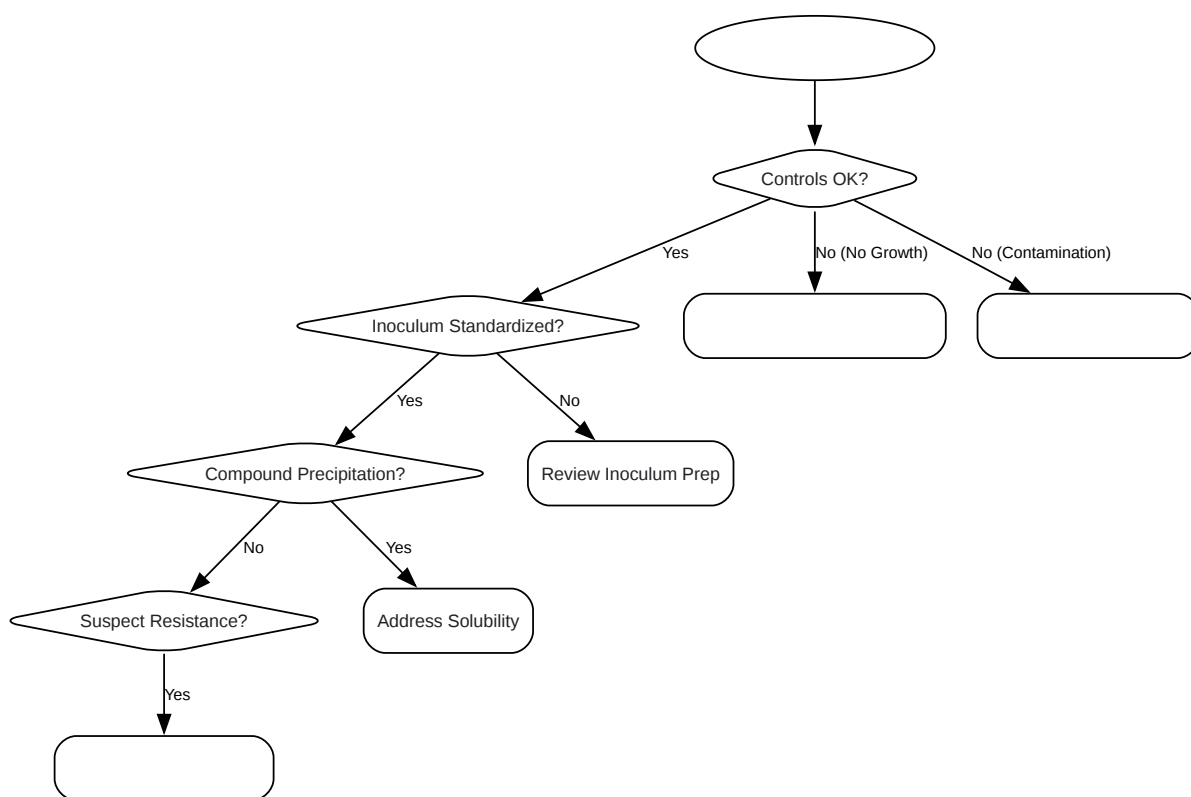 Controls OK?
Yes
No (No Growth)
No (Contamination)
Inoculum Standardized?
Yes
No
Compound Precipitation?
Review Inoculum Prep
No
Yes
Suspect Resistance?
Address Solubility
Yes